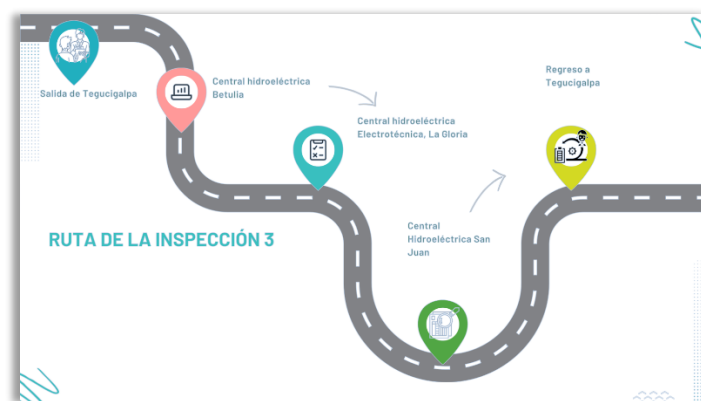 Salida de Tegucigalpa
Central hidroeléctrica
Betulia
Central hidroeléctrica
Electrotécnica, La Gloria
Central
Hidroeléctrica San
Juan
Regreso a
Tegucigalpa
RUTA DE LA INSPECCIÓN 3